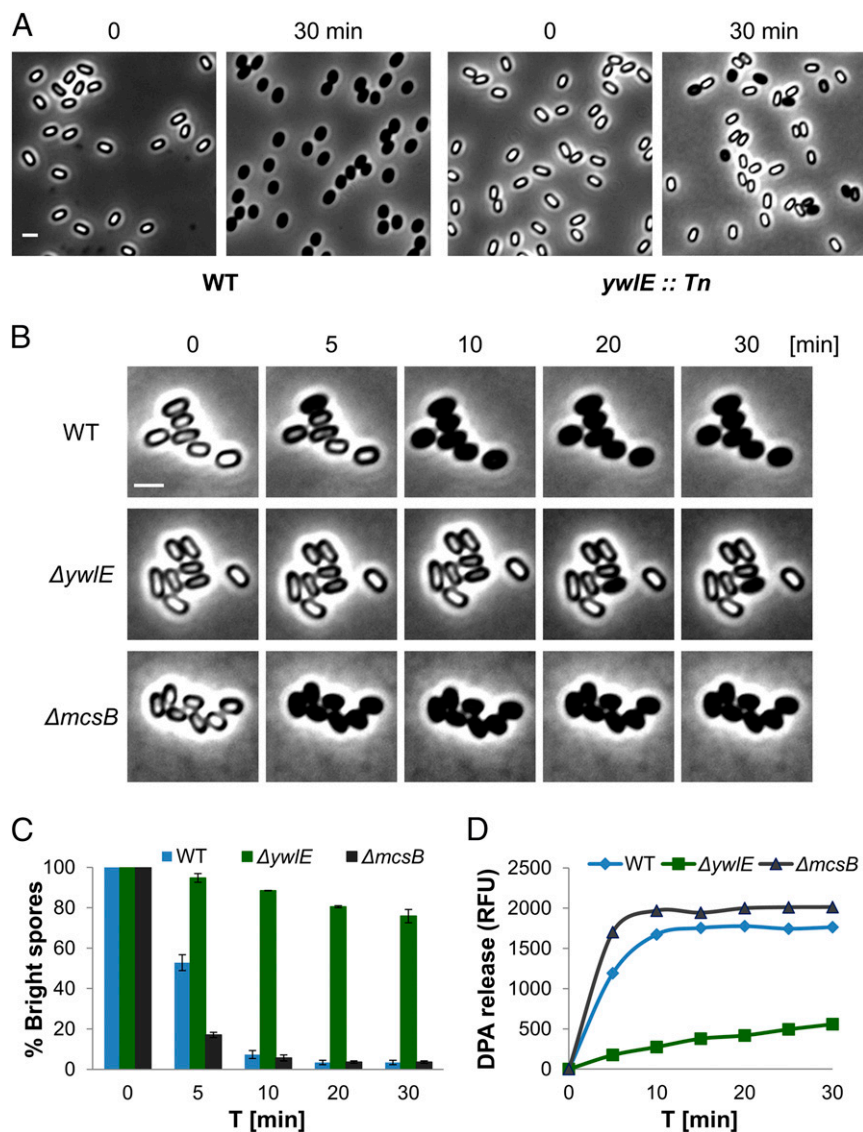 A
0 30 min 0 30 min
WT ywlE :: Tn
B
0 5 10 20 30 [min]
WT
ΔywlE
ΔmcsB
C
WT ΔywlE ΔmcsB
% Bright spores
100
80
60
40
20
0
0 5 10 20 30
T [min]
D
WT ΔywlE ΔmcsB
DPA release (RFU)
2500
2000
1500
1000
500
0
0 10 20 30
T [min]